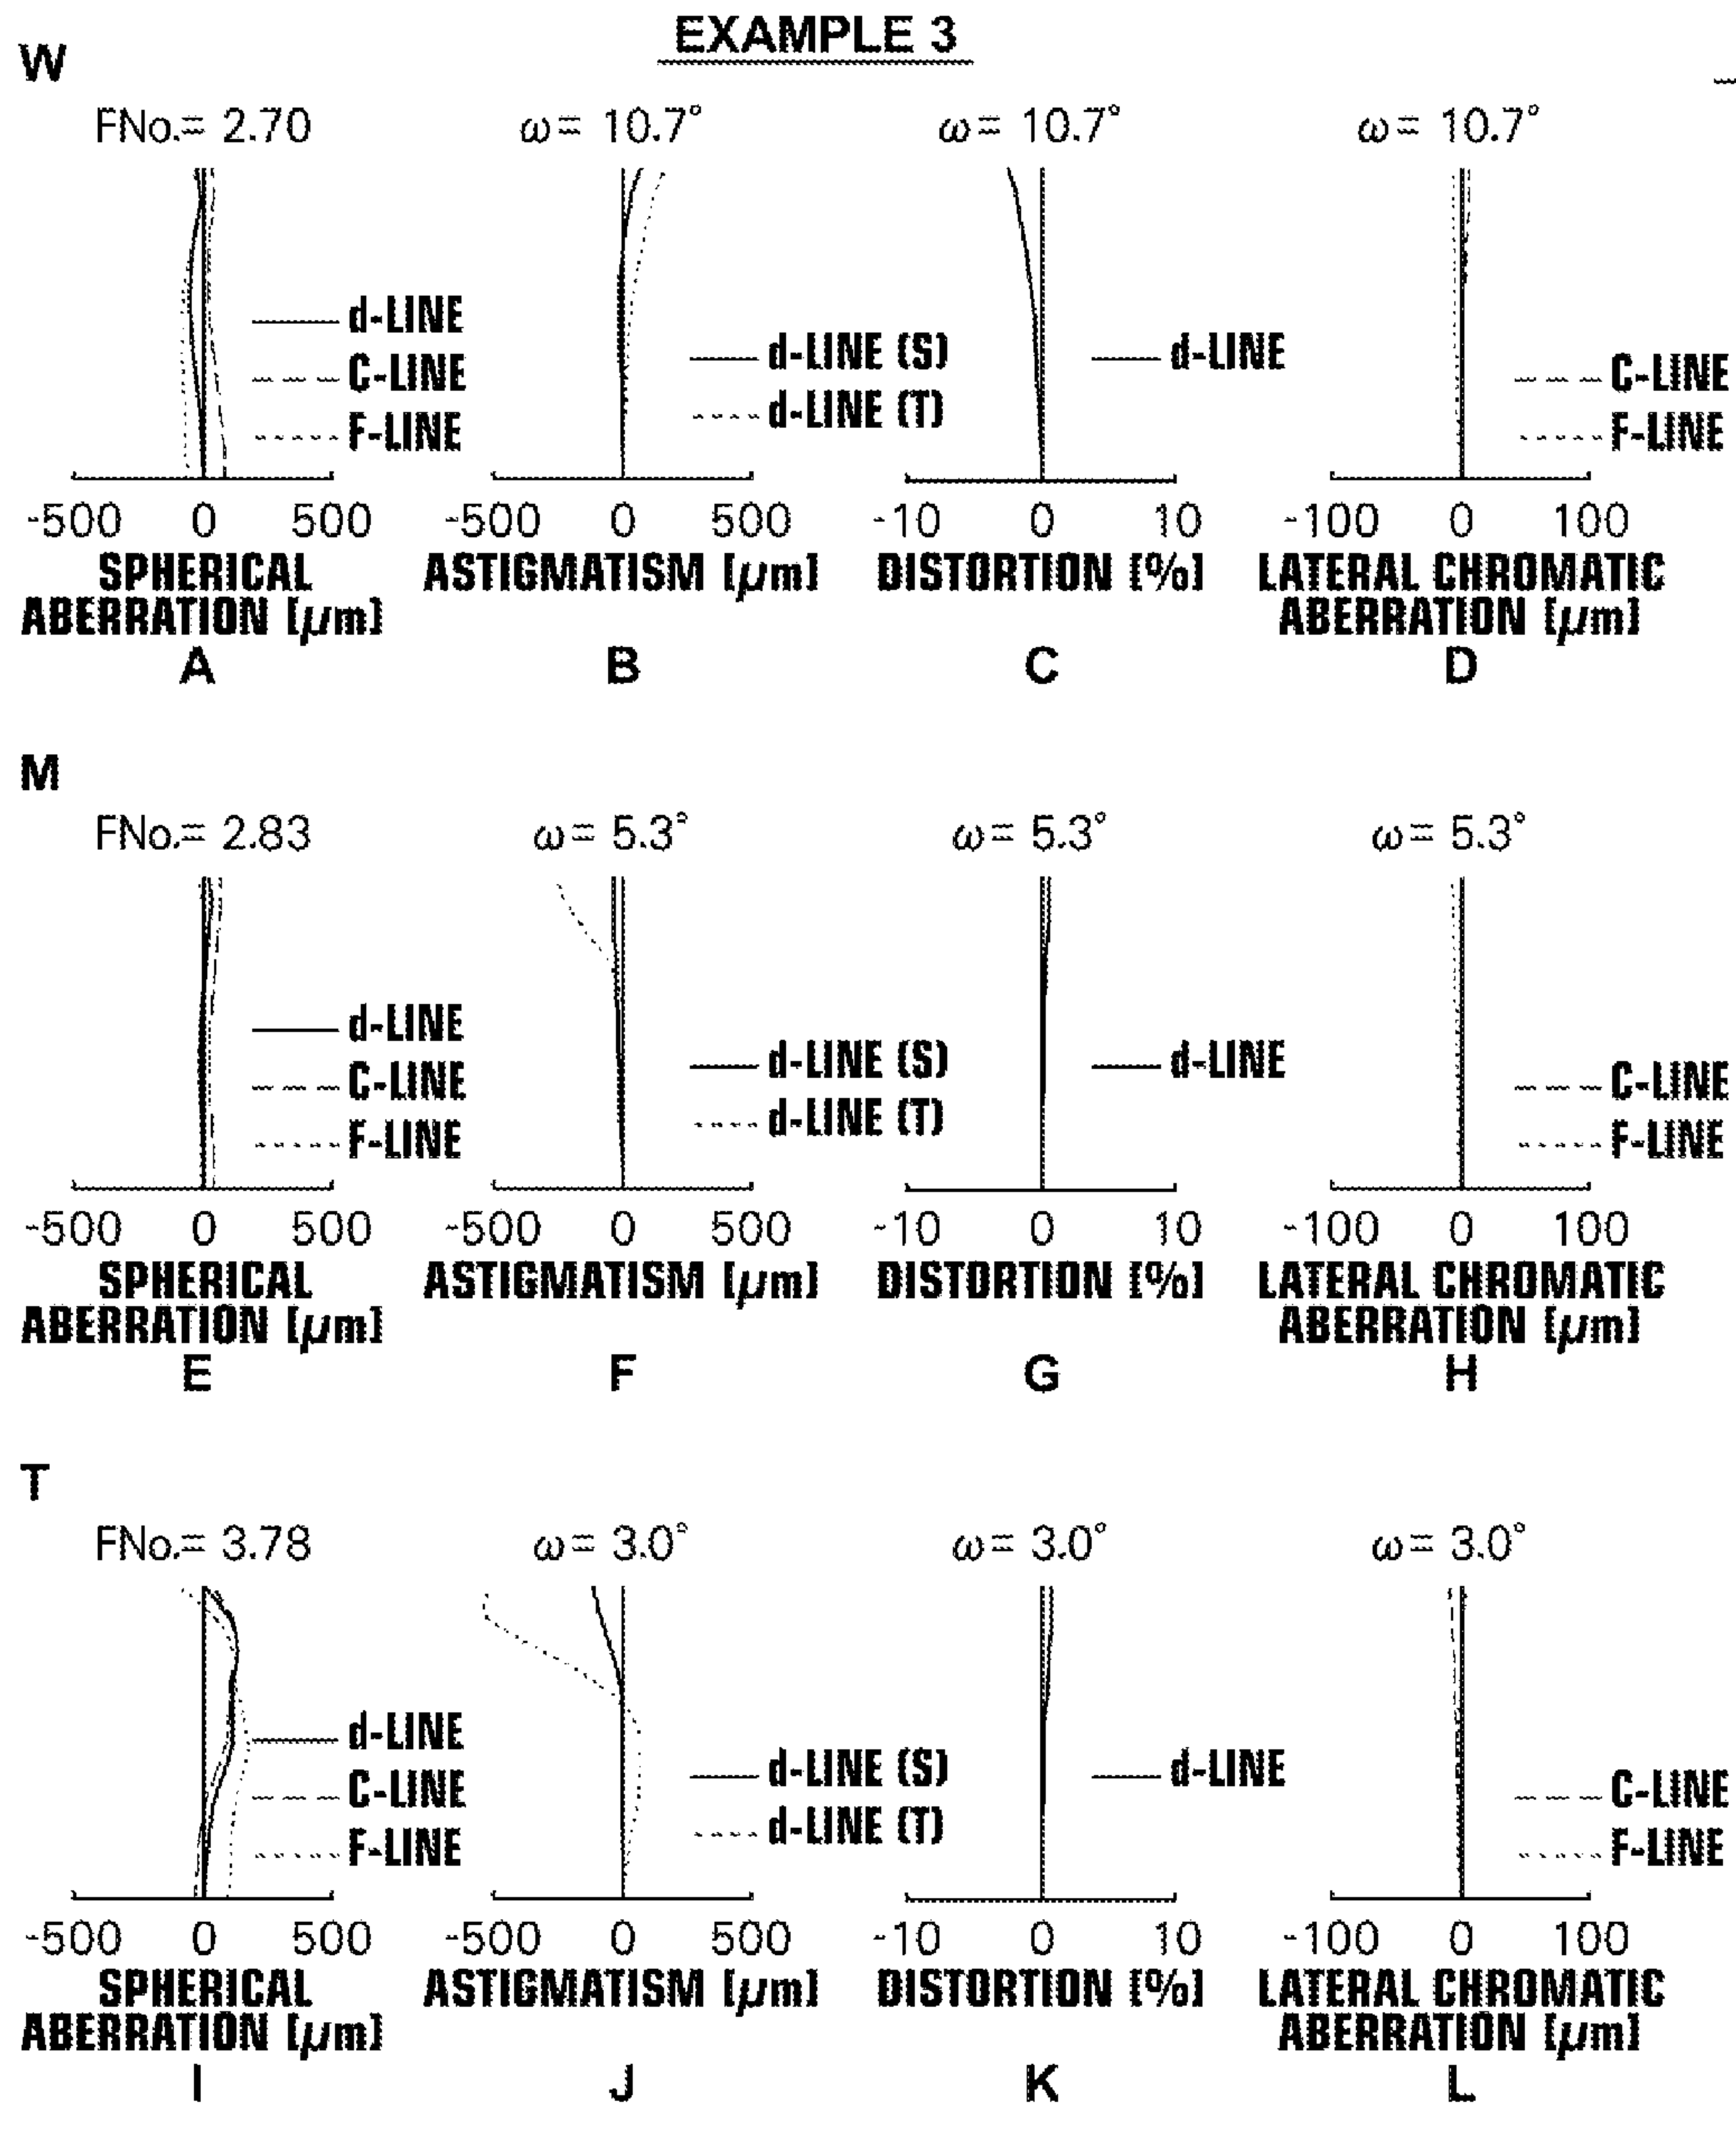 EXAMPLE 3
W
FNo.= 2.70
ω= 10.7°
ω= 10.7°
ω= 10.7°
d-LINE
C-LINE
F-LINE
d-LINE (S)
d-LINE (T)
d-LINE
C-LINE
F-LINE
-500 0 500
-500 0 500
-10 0 10
-100 0 100
SPHERICAL
ABERRATION [μm]
ASTIGMATISM [μm]
DISTORTION [%]
LATERAL CHROMATIC
ABERRATION [μm]
A
B
C
D
M
FNo.= 2.83
ω= 5.3°
ω= 5.3°
ω= 5.3°
d-LINE
C-LINE
F-LINE
d-LINE (S)
d-LINE (T)
d-LINE
C-LINE
F-LINE
-500 0 500
-500 0 500
-10 0 10
-100 0 100
SPHERICAL
ABERRATION [μm]
ASTIGMATISM [μm]
DISTORTION [%]
LATERAL CHROMATIC
ABERRATION [μm]
E
F
G
H
T
FNo.= 3.78
ω= 3.0°
ω= 3.0°
ω= 3.0°
d-LINE
C-LINE
F-LINE
d-LINE (S)
d-LINE (T)
d-LINE
C-LINE
F-LINE
-500 0 500
-500 0 500
-10 0 10
-100 0 100
SPHERICAL
ABERRATION [μm]
ASTIGMATISM [μm]
DISTORTION [%]
LATERAL CHROMATIC
ABERRATION [μm]
I
J
K
L